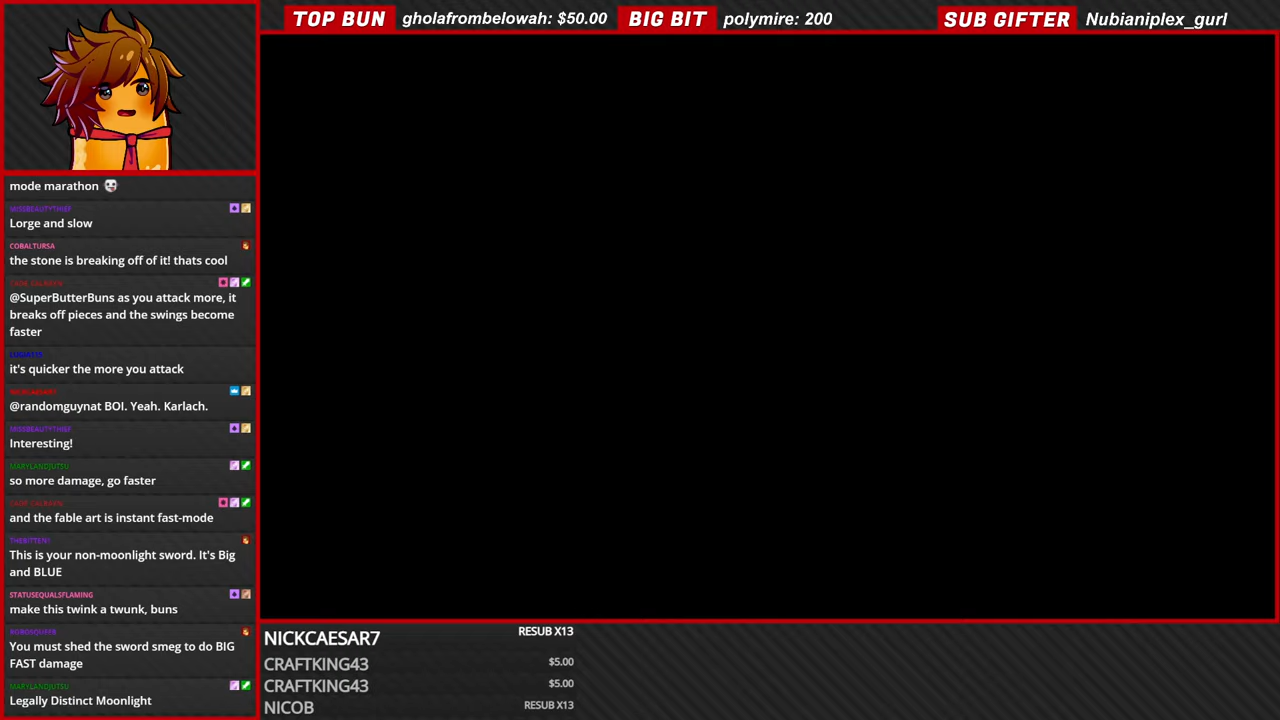 TOP BUN gholafrombelowah: $50.00 BIG BIT polymire: 200 SUB GIFTER Nubianiplex_gurl
mode marathon
MISSBEAUTYTHIEF
Lorge and slow
COBALTURSA
the stone is breaking off of it! thats cool
@SuperButterBuns as you attack more, it
breaks off pieces and the swings become
faster
it's quicker the more you attack
@randomguynat BOI. Yeah. Karlach.
MISSBEAUTYTHIEF
Interesting!
MARYLANDJUTSU
so more damage, go faster
and the fable art is instant fast-mode
THEBITTEN1
This is your non-moonlight sword. It's Big
and BLUE
STATUSEQUALSFLAMING
make this twink a twunk, buns
You must shed the sword smeg to do BIG
FAST damage
MARYLANDJUTSU
Legally Distinct Moonlight
NICKCAESAR7 RESUB X13
CRAFTKING43 $5.00
CRAFTKING43 $5.00
NICOB RESUB X13